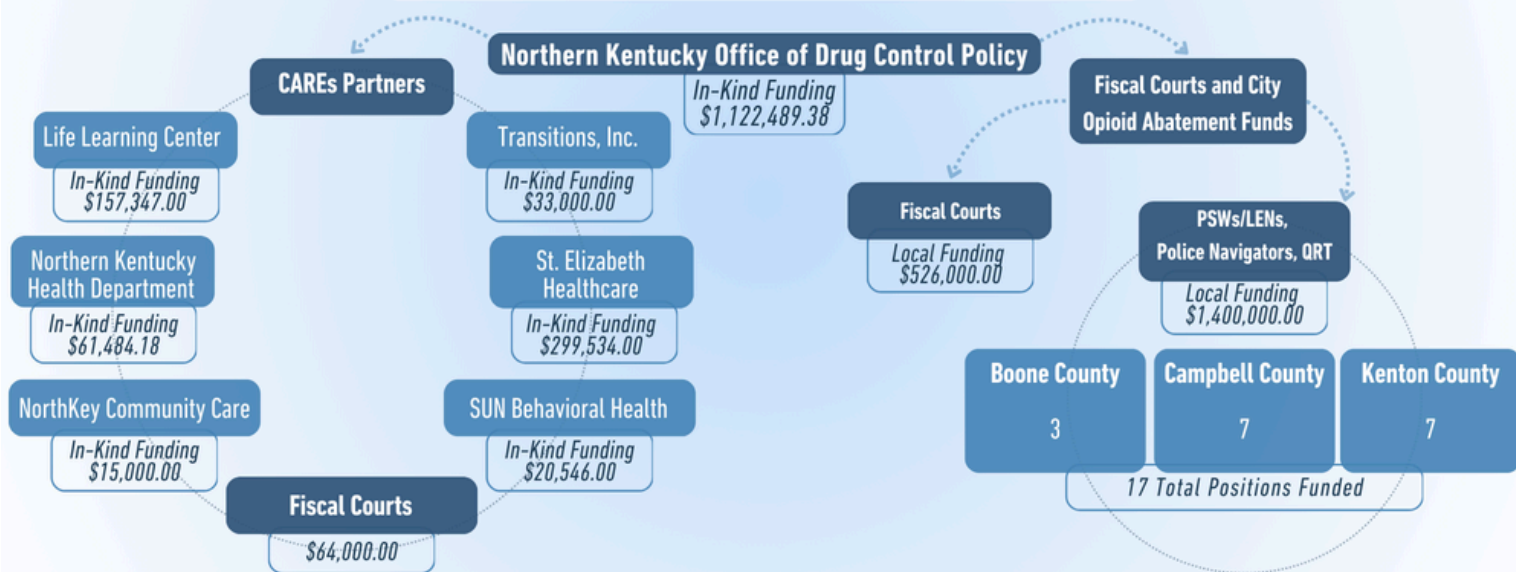 Northern Kentucky Office of Drug Control Policy
In-Kind Funding
$1,122,489.38
CAREs Partners
Life Learning Center
In-Kind Funding
$157,347.00
Transitions, Inc.
In-Kind Funding
$33,000.00
Northern Kentucky
Health Department
In-Kind Funding
$61,484.18
St. Elizabeth
Healthcare
In-Kind Funding
$299,534.00
NorthKey Community Care
In-Kind Funding
$15,000.00
SUN Behavioral Health
In-Kind Funding
$20,546.00
Fiscal Courts
$64,000.00
Fiscal Courts and City
Opioid Abatement Funds
Fiscal Courts
Local Funding
$526,000.00
PSWs/LENs,
Police Navigators, QRT
Local Funding
$1,400,000.00
Boone County
3
Campbell County
7
Kenton County
7
17 Total Positions Funded